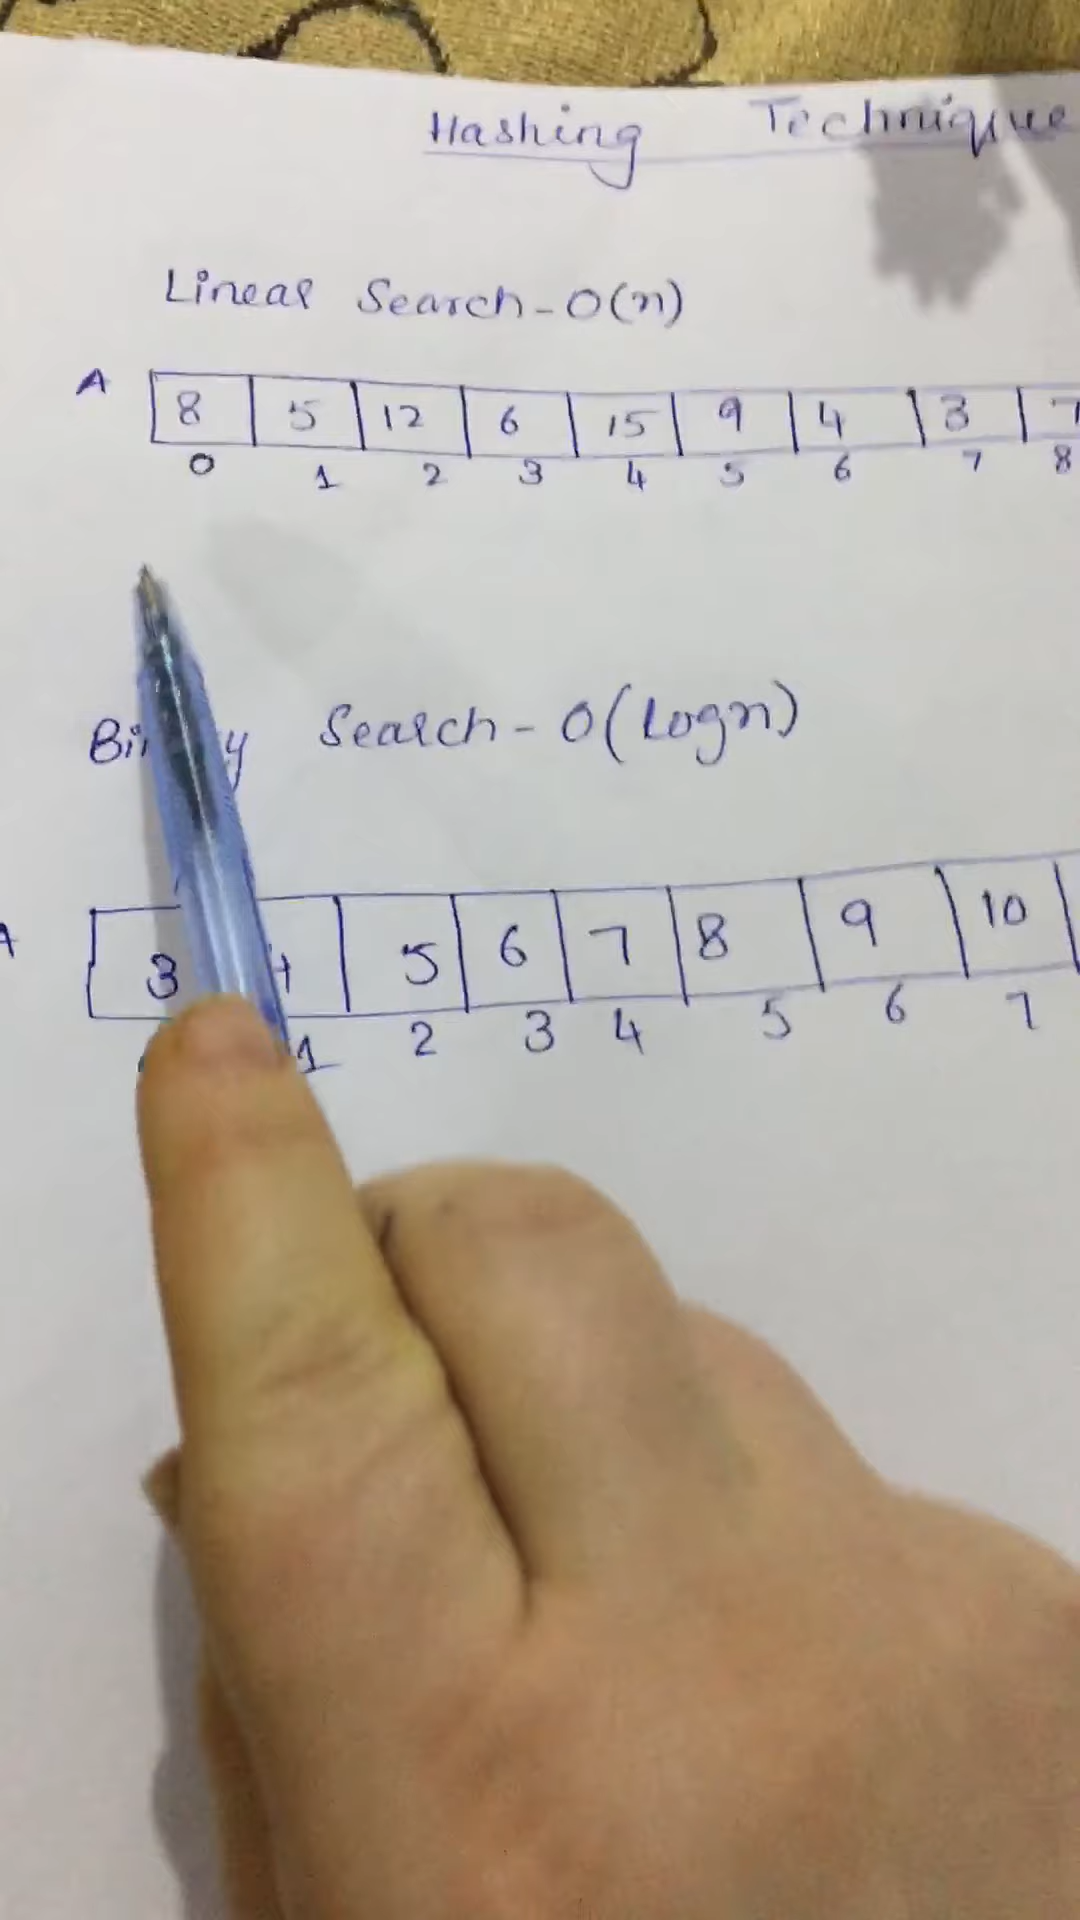 Hashing Technique
Linear Search - O(n)
A 8 5 12 6 15 9 4 3 7
0 1 2 3 4 5 6 7 8
Search - O(Logn)
A 3 5 6 7 8 9 10
1 2 3 4 5 6 7